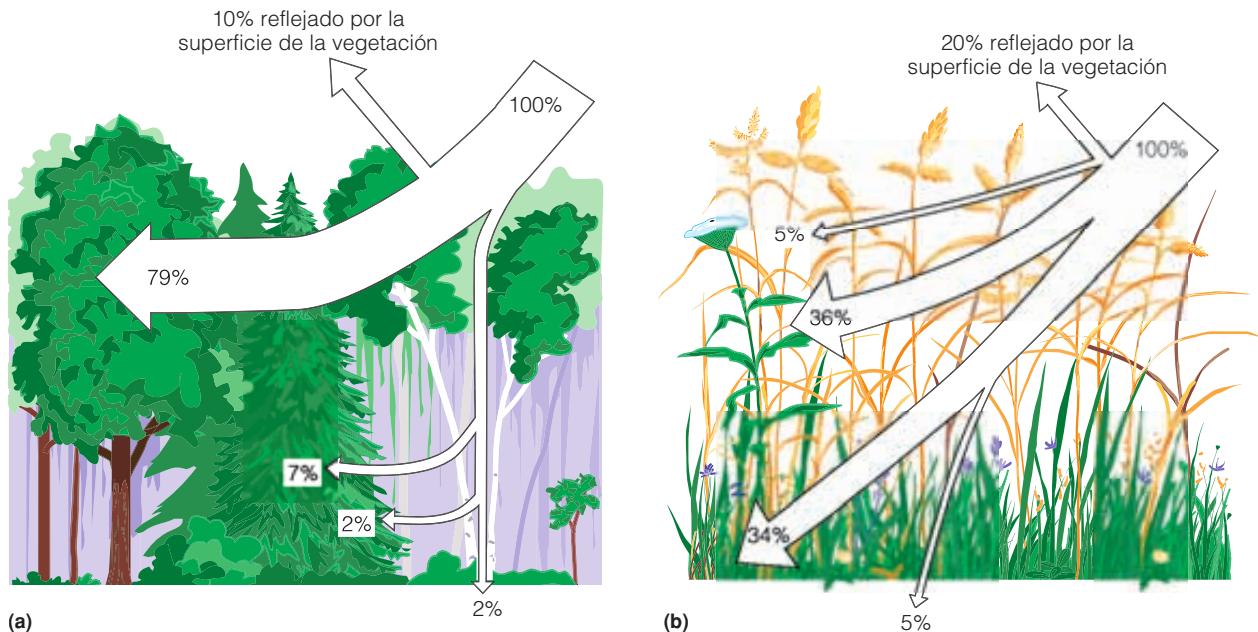 10% reflejado por la
superficie de la vegetación
100%
79%
7%
2%
2%
(a)
20% reflejado por la
superficie de la vegetación
100%
5%
36%
34%
5%
(b)